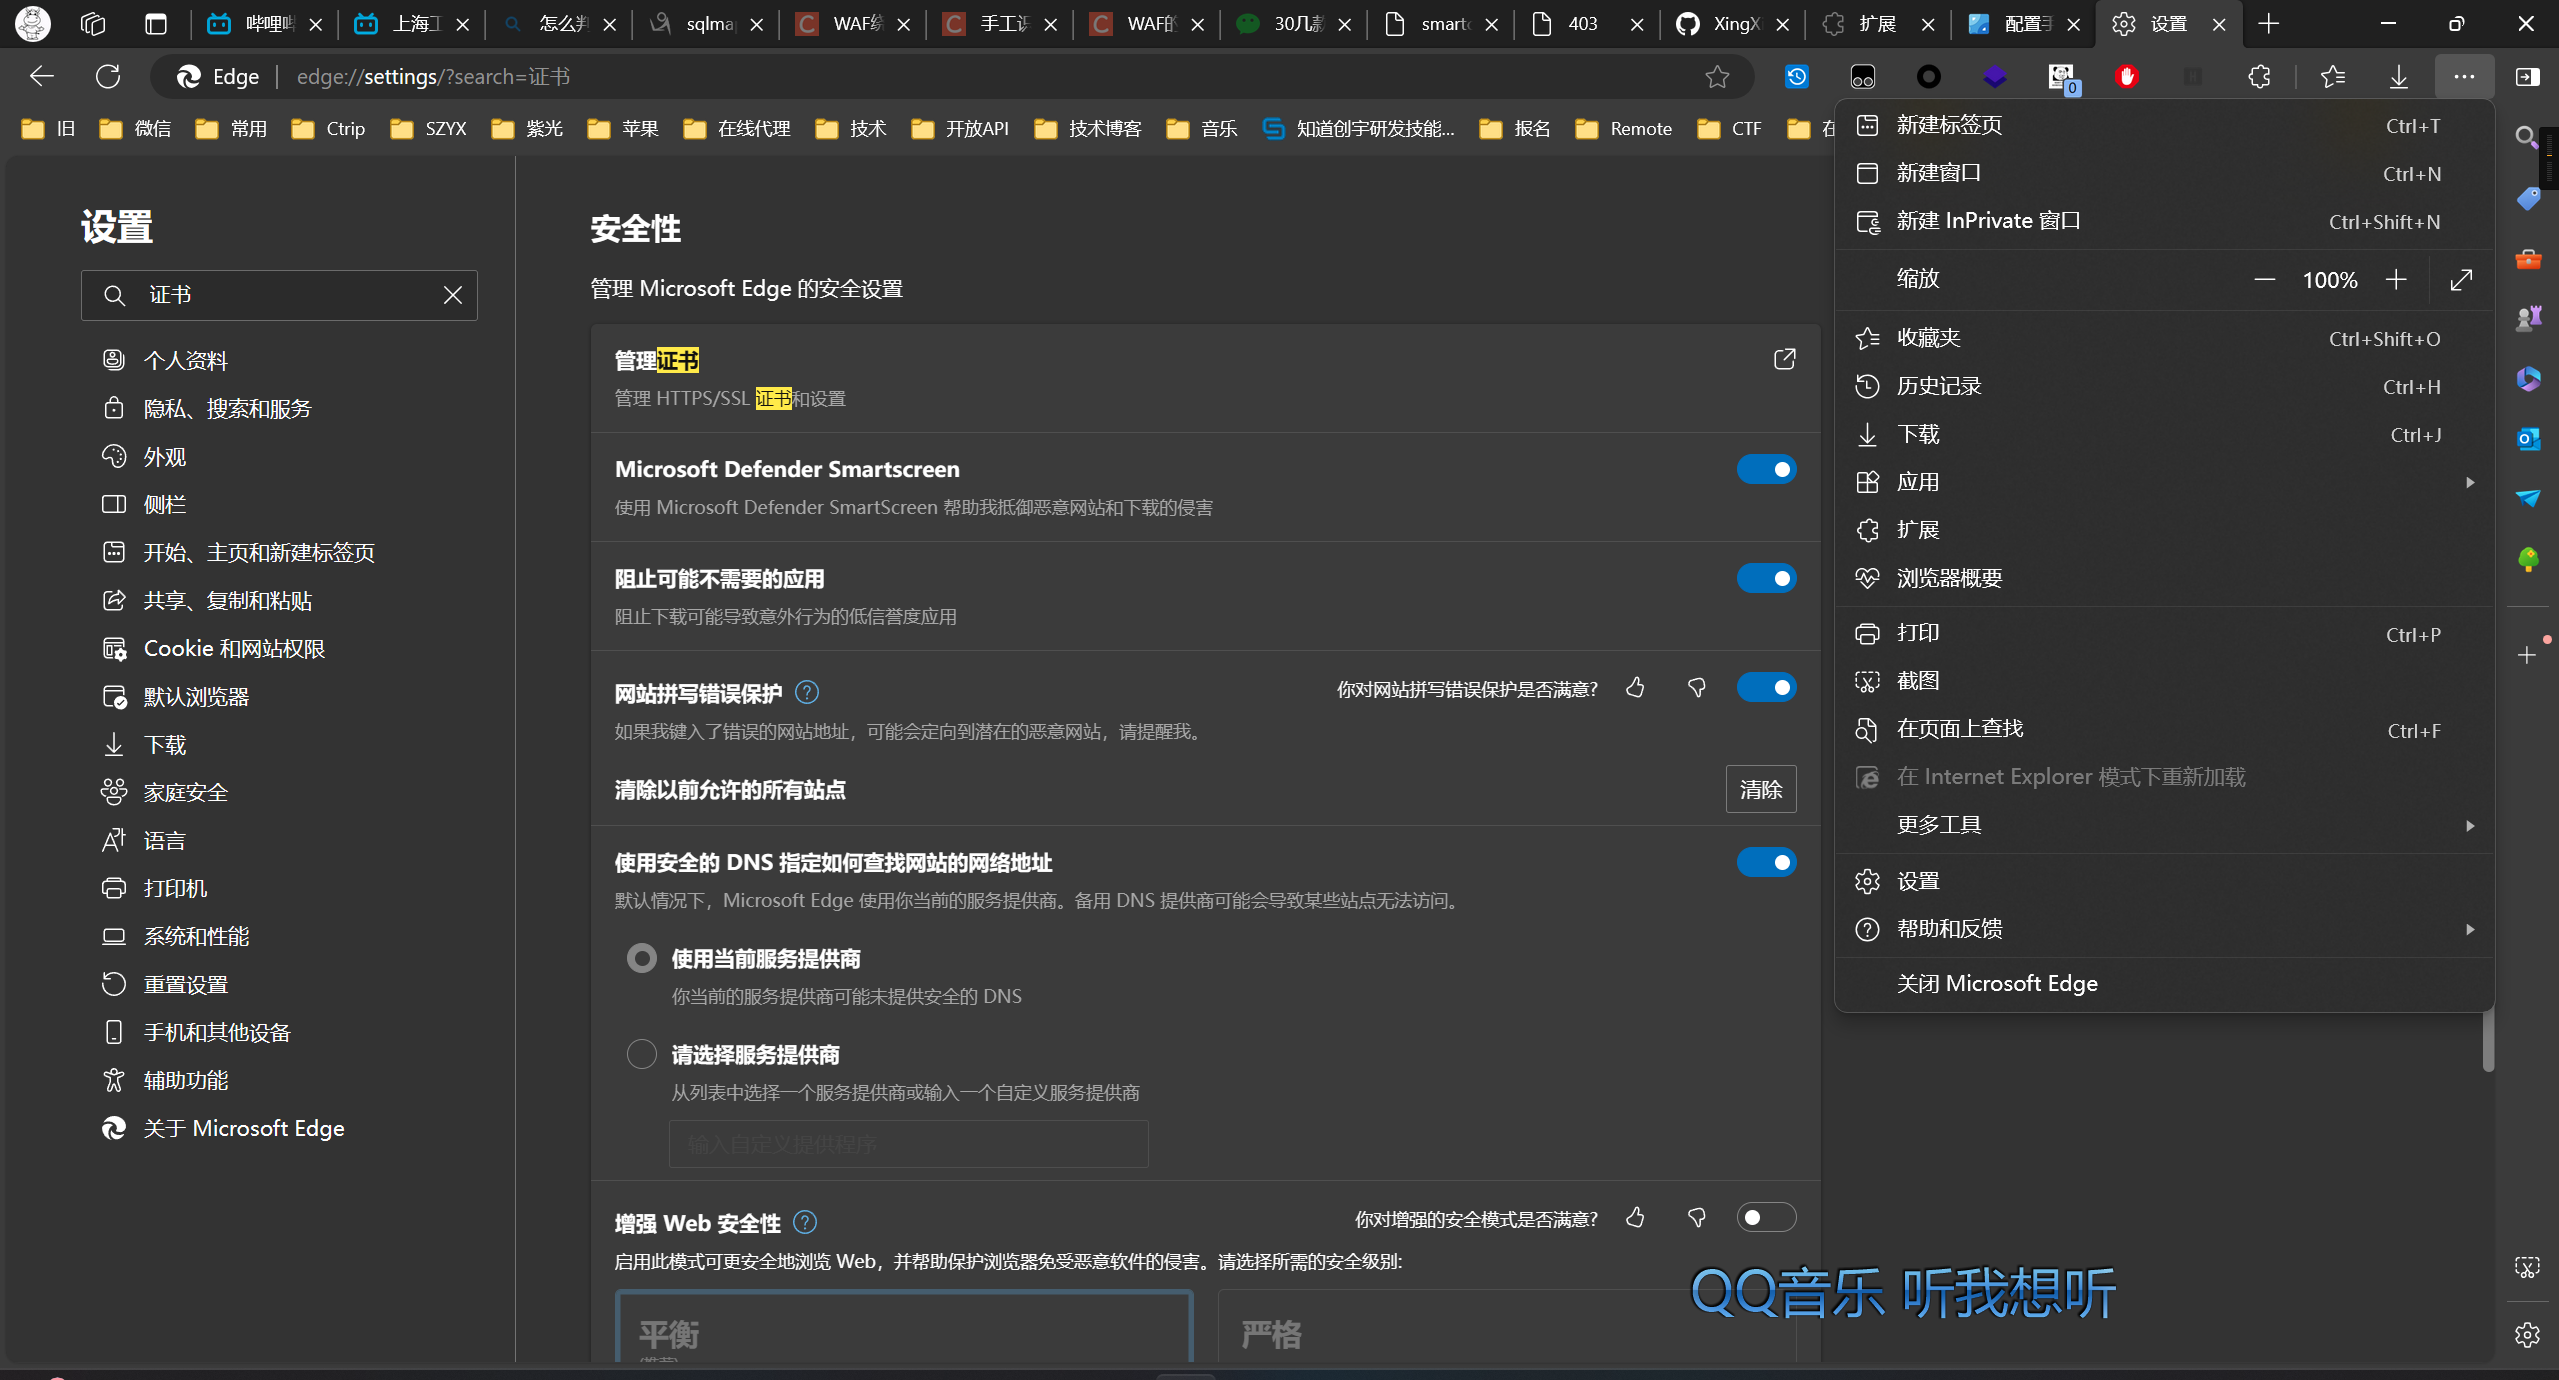 哔哩哔
上海工
怎么判
sqlma
WAF绕
手工识
WAF的
30几款
smart
403
XingX
扩展
配置手
设置
Edge
edge://settings/?search=证书
0
旧
微信
常用
Ctrip
SZYX
紫光
苹果
在线代理
技术
开放API
技术博客
音乐
知道创宇研发技能...
报名
Remote
CTF
在
设置
证书
个人资料
隐私、搜索和服务
外观
侧栏
开始、主页和新建标签页
共享、复制和粘贴
Cookie 和网站权限
默认浏览器
下载
家庭安全
语言
打印机
系统和性能
重置设置
手机和其他设备
辅助功能
关于 Microsoft Edge
安全性
管理 Microsoft Edge 的安全设置
管理证书
管理 HTTPS/SSL 证书和设置
Microsoft Defender Smartscreen
使用 Microsoft Defender SmartScreen 帮助我抵御恶意网站和下载的侵害
阻止可能不需要的应用
阻止下载可能导致意外行为的低信誉度应用
网站拼写错误保护
你对网站拼写错误保护是否满意?
如果我键入了错误的网站地址，可能会定向到潜在的恶意网站，请提醒我。
清除以前允许的所有站点
清除
使用安全的 DNS 指定如何查找网站的网络地址
默认情况下，Microsoft Edge 使用你当前的服务提供商。备用 DNS 提供商可能会导致某些站点无法访问。
使用当前服务提供商
你当前的服务提供商可能未提供安全的 DNS
请选择服务提供商
从列表中选择一个服务提供商或输入一个自定义服务提供商
输入自定义提供程序
增强 Web 安全性
你对增强的安全模式是否满意?
启用此模式可更安全地浏览 Web，并帮助保护浏览器免受恶意软件的侵害。请选择所需的安全级别:
平衡
严格
新建标签页 Ctrl+T
新建窗口 Ctrl+N
新建 InPrivate 窗口 Ctrl+Shift+N
缩放 100%
收藏夹 Ctrl+Shift+O
历史记录 Ctrl+H
下载 Ctrl+J
应用
扩展
浏览器概要
打印 Ctrl+P
截图
在页面上查找 Ctrl+F
在 Internet Explorer 模式下重新加载
更多工具
设置
帮助和反馈
关闭 Microsoft Edge
QQ音乐 听我想听